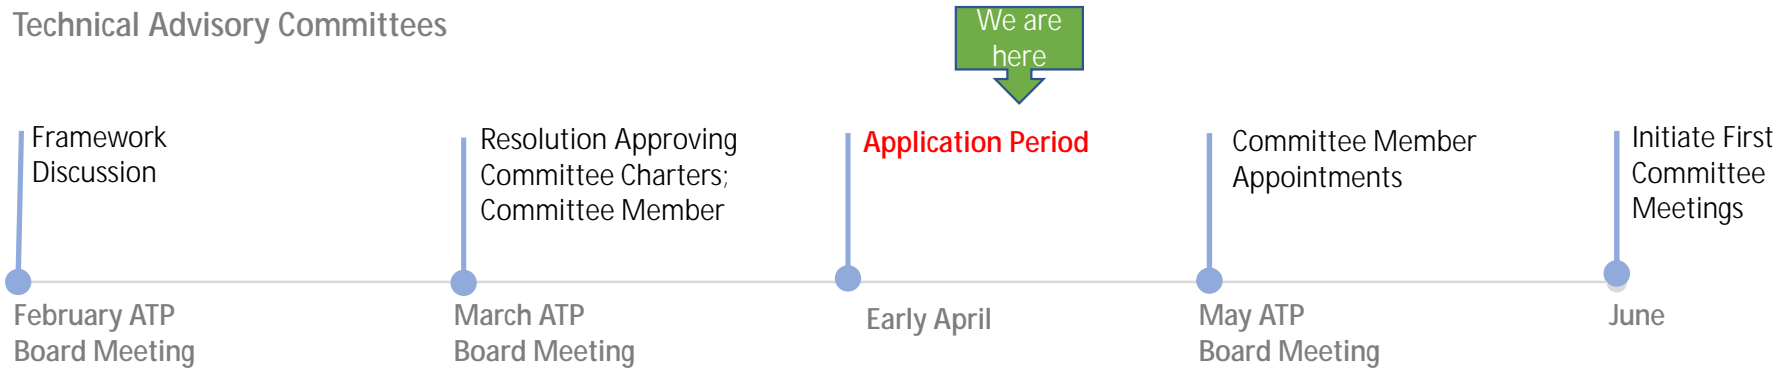 Technical Advisory Committees
We are
here
Framework
Discussion
Resolution Approving
Committee Charters;
Committee Member
Application Period
Committee Member
Appointments
Initiate First
Committee
Meetings
February ATP
Board Meeting
March ATP
Board Meeting
Early April
May ATP
Board Meeting
June